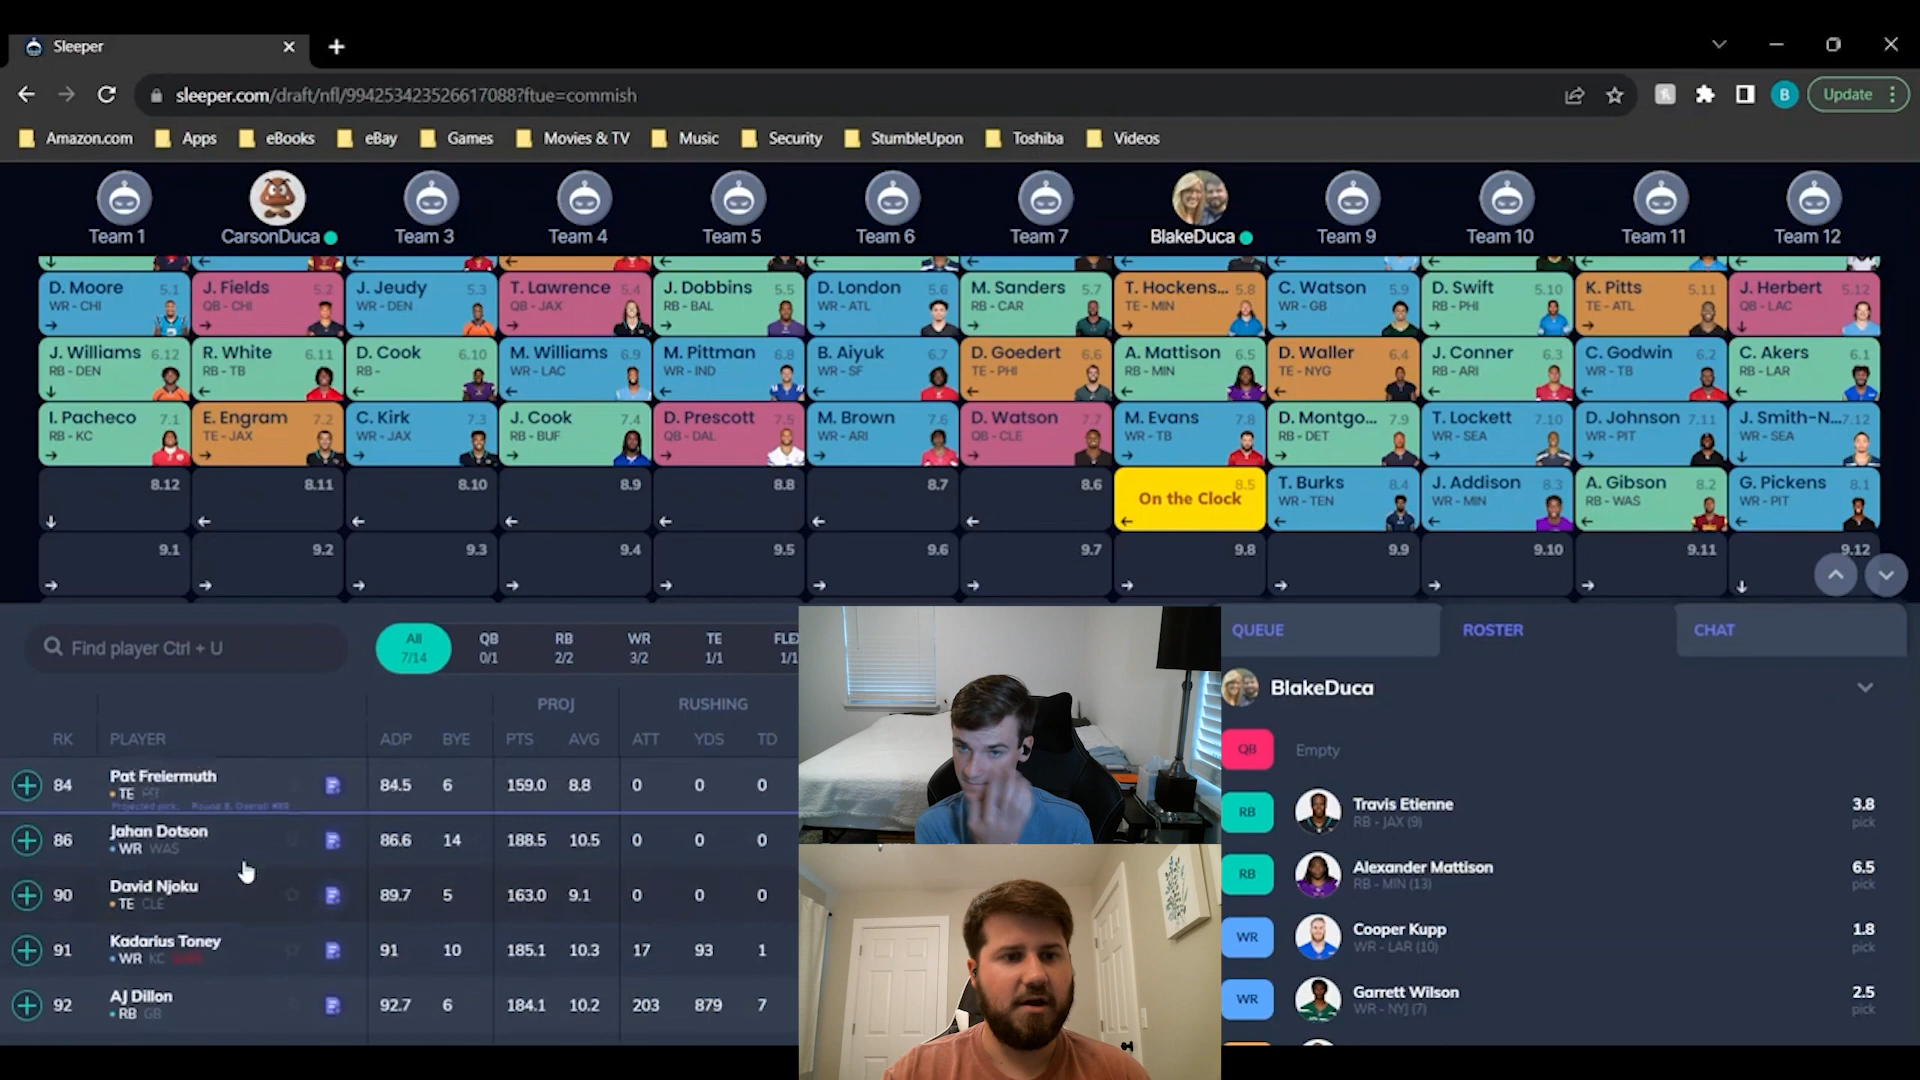 Sleeper
sleeper.com/draft/nfl/994253423526617088?ftue=commish
B
Update
Amazon.com
Apps
eBooks
eBay
Games
Movies & TV
Music
Security
StumbleUpon
Toshiba
Videos
Team 1
CarsonDuca
Team 3
Team 4
Team 5
Team 6
Team 7
BlakeDuca
Team 9
Team 10
Team 11
Team 12
D. Moore 5.1
WR - CHI
J. Fields 5.2
QB - CHI
J. Jeudy 5.3
WR - DEN
T. Lawrence 5.4
QB - JAX
J. Dobbins 5.5
RB - BAL
D. London 5.6
WR - ATL
M. Sanders 5.7
RB - CAR
T. Hockens... 5.8
TE - MIN
C. Watson 5.9
WR - GB
D. Swift 5.10
RB - PHI
K. Pitts 5.11
TE - ATL
J. Herbert 5.12
QB - LAC
J. Williams 6.12
RB - DEN
R. White 6.11
RB - TB
D. Cook 6.10
RB -
M. Williams 6.9
WR - LAC
M. Pittman 6.8
WR - IND
B. Aiyuk 6.7
WR - SF
D. Goedert 6.6
TE - PHI
A. Mattison 6.5
RB - MIN
D. Waller 6.4
TE - NYG
J. Conner 6.3
RB - ARI
C. Godwin 6.2
WR - TB
C. Akers 6.1
RB - LAR
I. Pacheco 7.1
RB - KC
E. Engram 7.2
TE - JAX
C. Kirk 7.3
WR - JAX
J. Cook 7.4
RB - BUF
D. Prescott 7.5
QB - DAL
M. Brown 7.6
WR - ARI
D. Watson 7.7
QB - CLE
M. Evans 7.8
WR - TB
D. Montgo... 7.9
RB - DET
T. Lockett 7.10
WR - SEA
D. Johnson 7.11
WR - PIT
J. Smith-N... 7.12
WR - SEA
8.12
8.11
8.10
8.9
8.8
8.7
8.6
On the Clock 8.5
T. Burks 8.4
WR - TEN
J. Addison 8.3
WR - MIN
A. Gibson 8.2
RB - WAS
G. Pickens 8.1
WR - PIT
9.1
9.2
9.3
9.4
9.5
9.6
9.7
9.8
9.9
9.10
9.11
9.12
Find player Ctrl + U
All
7/14
QB
0/1
RB
2/2
WR
3/2
TE
1/1
FLEX
1/1
PROJ
RUSHING
RK PLAYER ADP BYE PTS AVG ATT YDS TD
84 Pat Freiermuth 84.5 6 159.0 8.8 0 0 0
TE PIT
86 Jahan Dotson 86.6 14 188.5 10.5 0 0 0
WR WAS
90 David Njoku 89.7 5 163.0 9.1 0 0 0
TE CLE
91 Kadarius Toney 91 10 185.1 10.3 17 93 1
WR KC
92 AJ Dillon 92.7 6 184.1 10.2 203 879 7
RB GB
QUEUE
ROSTER
CHAT
BlakeDuca
QB Empty
RB Travis Etienne 3.8
RB - JAX (9) pick
RB Alexander Mattison 6.5
RB - MIN (13) pick
WR Cooper Kupp 1.8
WR - LAR (10) pick
WR Garrett Wilson 2.5
WR - NYJ (7) pick